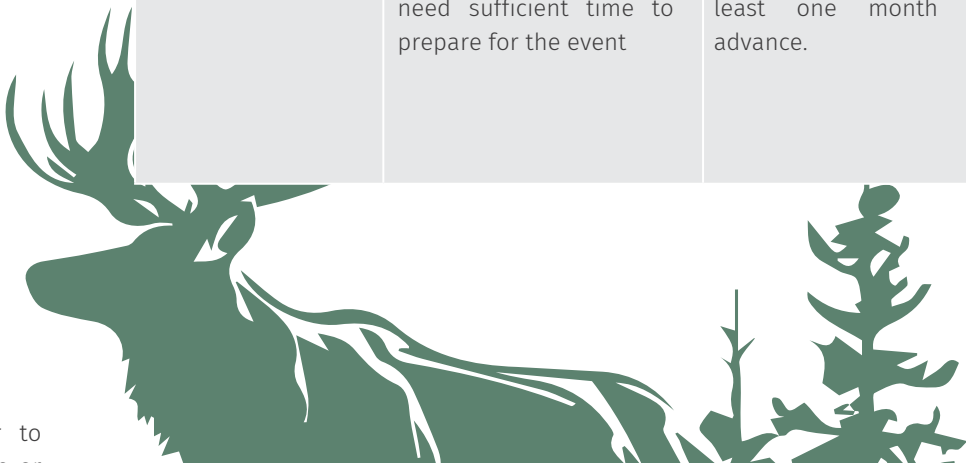 need sufficient time to
prepare for the event
least one month
advance.
to